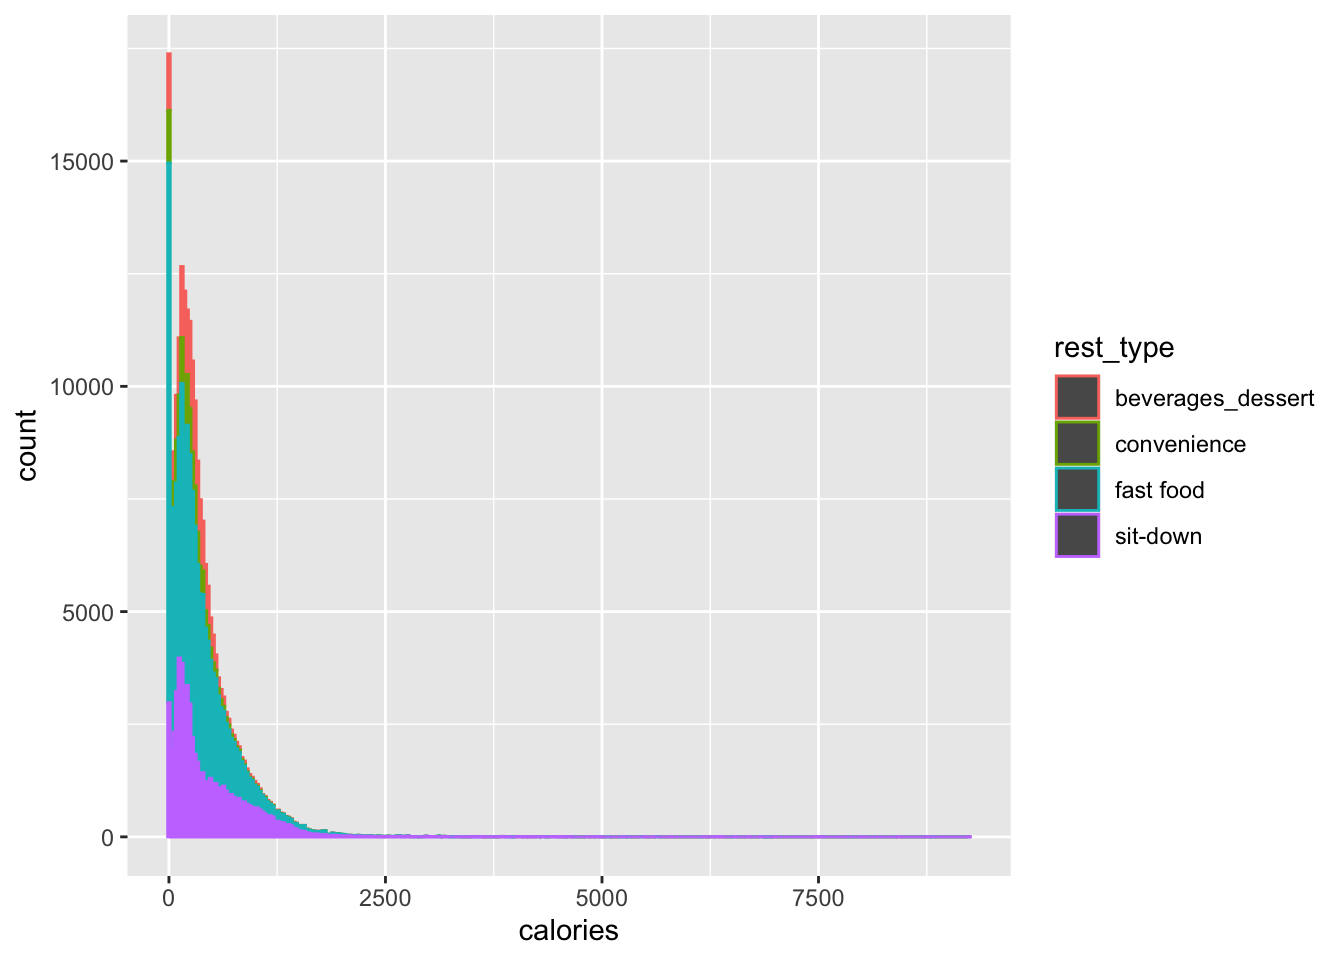 15000
10000
5000
0
count
0 2500 5000 7500
calories
rest_type
beverages_dessert
convenience
fast food
sit-down